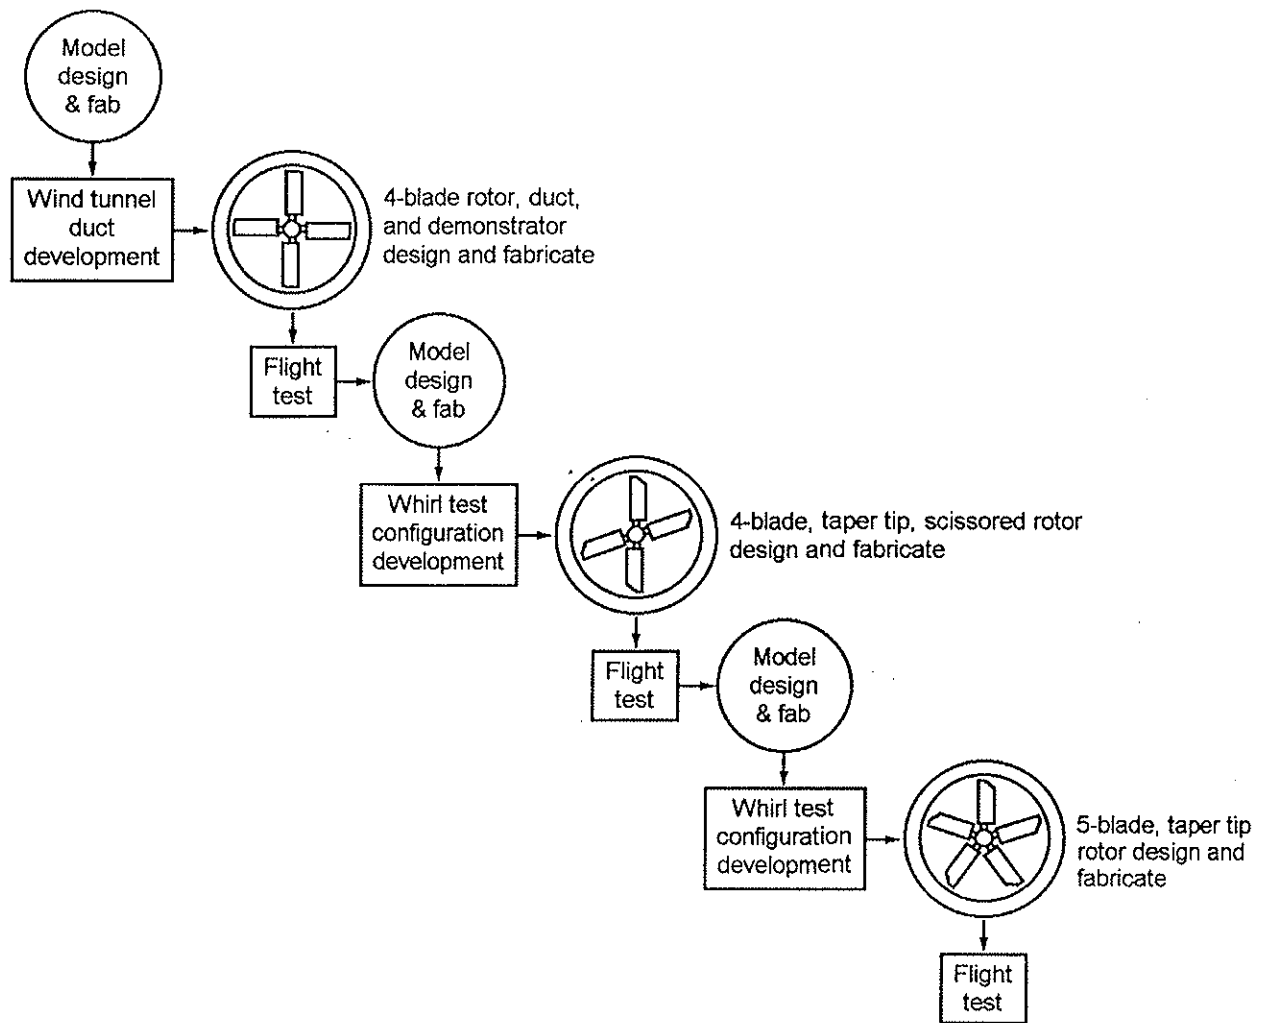 Model
design
& fab
Wind tunnel
duct
development
4-blade rotor, duct,
and demonstrator
design and fabricate
Flight
test
Model
design
& fab
Whirl test
configuration
development
4-blade, taper tip, scissored rotor
design and fabricate
Flight
test
Model
design
& fab
Whirl test
configuration
development
5-blade, taper tip
rotor design and
fabricate
Flight
test